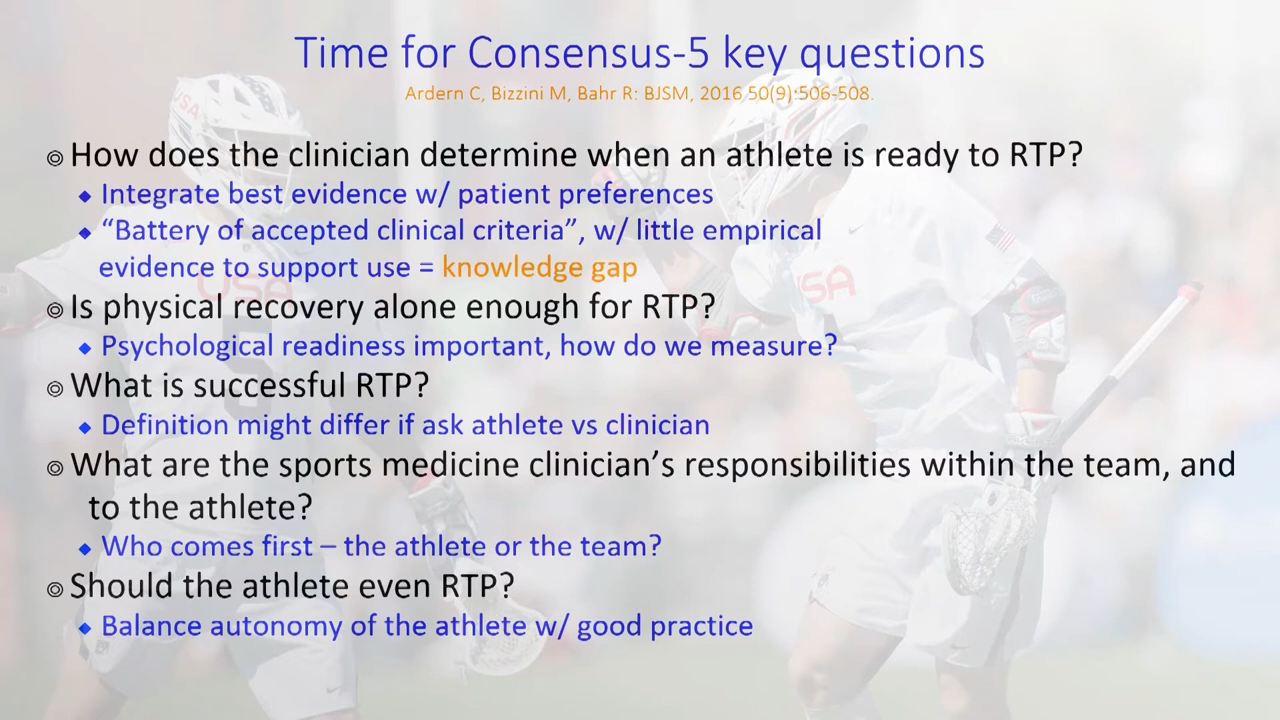 Time for Consensus-5 key questions
Ardern C, Bizzini M, Bahr R: BJSM, 2016 50(9):506-508.
How does the clinician determine when an athlete is ready to RTP?
Integrate best evidence w/ patient preferences
“Battery of accepted clinical criteria”, w/ little empirical
evidence to support use = knowledge gap
Is physical recovery alone enough for RTP?
Psychological readiness important, how do we measure?
What is successful RTP?
Definition might differ if ask athlete vs clinician
What are the sports medicine clinician’s responsibilities within the team, and
to the athlete?
Who comes first – the athlete or the team?
Should the athlete even RTP?
Balance autonomy of the athlete w/ good practice
USA
USA
USA